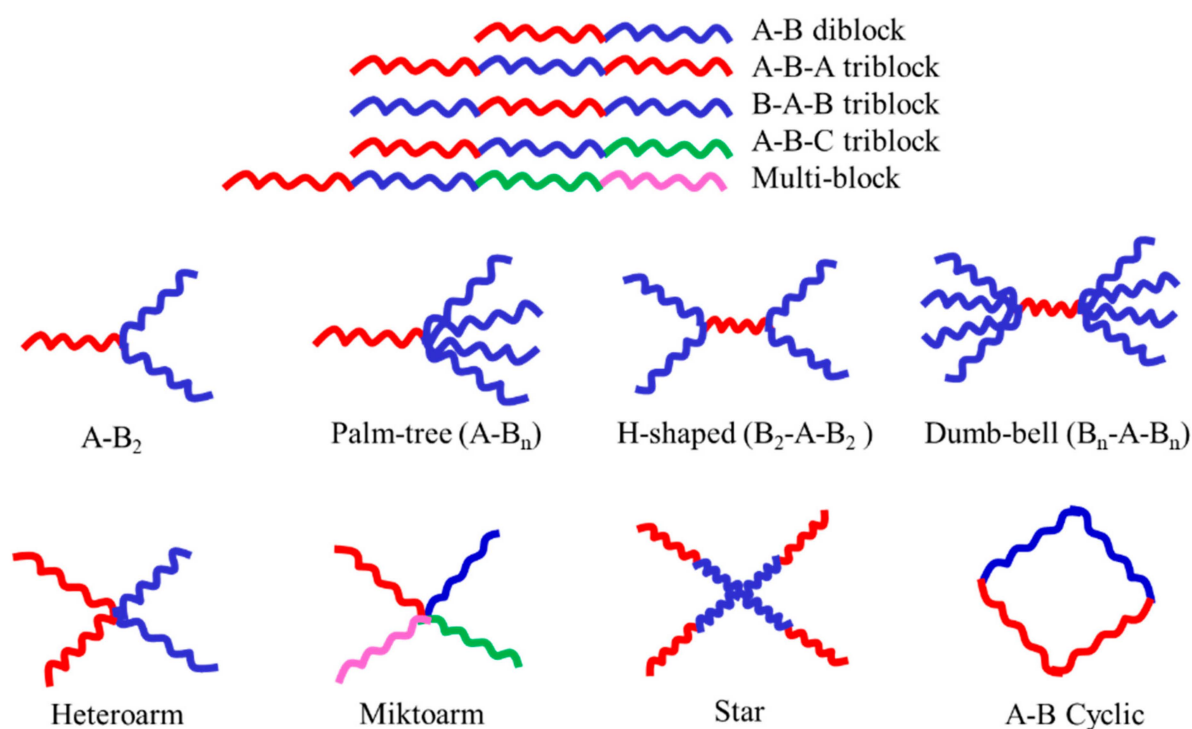 A-B diblock
A-B-A triblock
B-A-B triblock
A-B-C triblock
Multi-block
A-B₂
Palm-tree (A-Bₙ)
H-shaped (B₂-A-B₂ )
Dumb-bell (Bₙ-A-Bₙ)
Heteroarm
Miktoarm
Star
A-B Cyclic